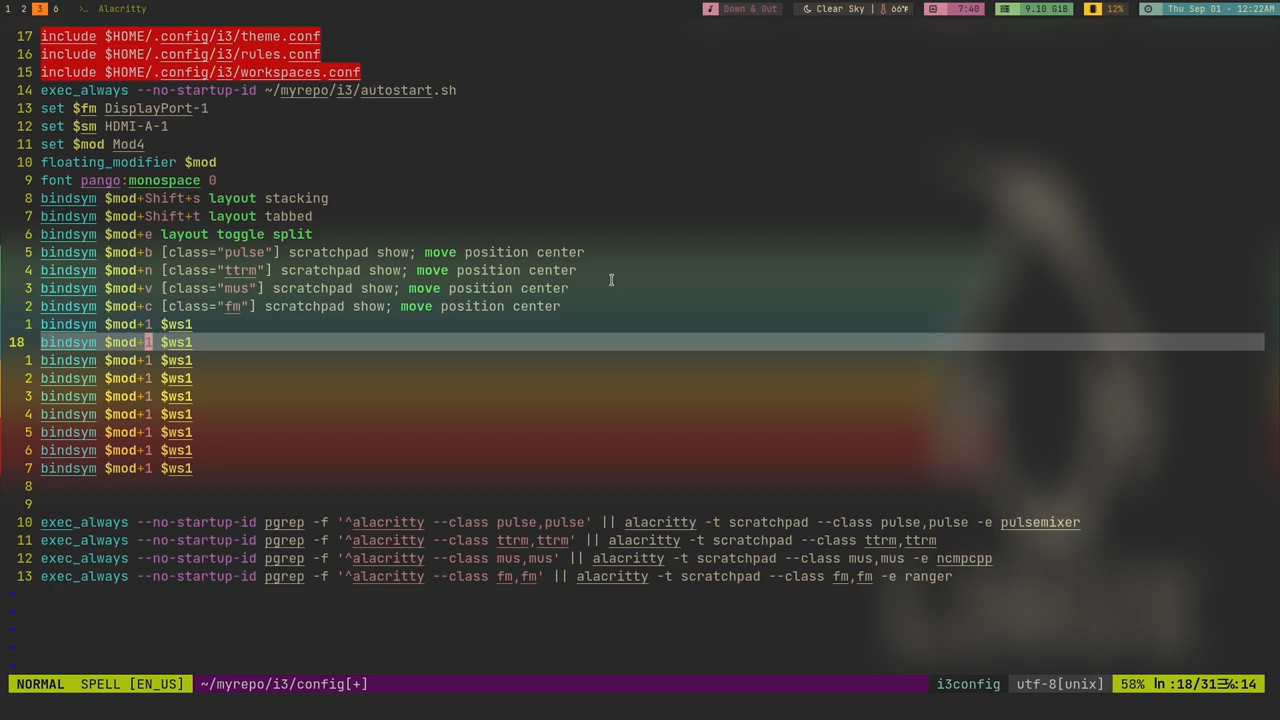 1 2 3 6 >_ Alacritty Down & Out Clear Sky | 66°F 7:40 9.10 GiB 12% Thu Sep 01 - 12:22AM
17 include $HOME/.config/i3/theme.conf
16 include $HOME/.config/i3/rules.conf
15 include $HOME/.config/i3/workspaces.conf
14 exec_always --no-startup-id ~/myrepo/i3/autostart.sh
13 set $fm DisplayPort-1
12 set $sm HDMI-A-1
11 set $mod Mod4
10 floating_modifier $mod
9 font pango:monospace 0
8 bindsym $mod+Shift+s layout stacking
7 bindsym $mod+Shift+t layout tabbed
6 bindsym $mod+e layout toggle split
5 bindsym $mod+b [class="pulse"] scratchpad show; move position center
4 bindsym $mod+n [class="ttrm"] scratchpad show; move position center
3 bindsym $mod+v [class="mus"] scratchpad show; move position center
2 bindsym $mod+c [class="fm"] scratchpad show; move position center
1 bindsym $mod+1 $ws1
18 bindsym $mod+1 $ws1
1 bindsym $mod+1 $ws1
2 bindsym $mod+1 $ws1
3 bindsym $mod+1 $ws1
4 bindsym $mod+1 $ws1
5 bindsym $mod+1 $ws1
6 bindsym $mod+1 $ws1
7 bindsym $mod+1 $ws1
8
9
10 exec_always --no-startup-id pgrep -f '^alacritty --class pulse,pulse' || alacritty -t scratchpad --class pulse,pulse -e pulsemixer
11 exec_always --no-startup-id pgrep -f '^alacritty --class ttrm,ttrm' || alacritty -t scratchpad --class ttrm,ttrm
12 exec_always --no-startup-id pgrep -f '^alacritty --class mus,mus' || alacritty -t scratchpad --class mus,mus -e ncmpcpp
13 exec_always --no-startup-id pgrep -f '^alacritty --class fm,fm' || alacritty -t scratchpad --class fm,fm -e ranger
~
~
~
~
~
NORMAL SPELL [EN_US] ~/myrepo/i3/config[+] i3config utf-8[unix] 58% ln :18/31 :14